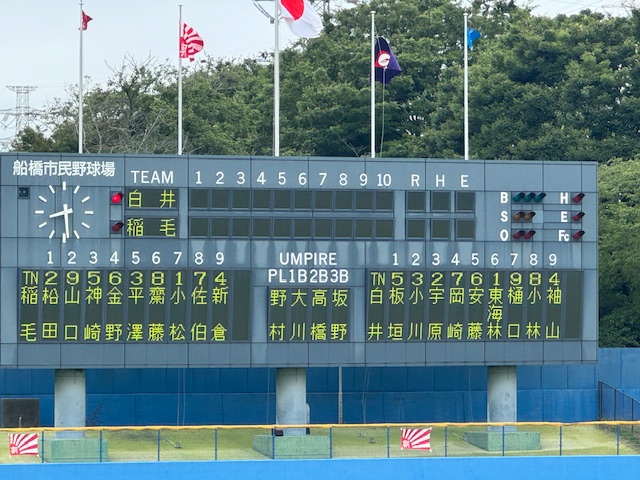 船橋市民野球場
TEAM 1 2 3 4 5 6 7 8 9 10 R H E
白井
稲毛
B H
S E
O Fc
1 2 3 4 5 6 7 8 9
TN 2 9 5 6 3 8 1 7 4
稲毛 松田 山口 神崎 金野 平澤 齋藤 小松 佐伯 新倉
UMPIRE
PL 1B 2B 3B
野村 大川 高橋 坂野
1 2 3 4 5 6 7 8 9
TN 5 3 2 7 6 1 9 8 4
白井 板垣 小川 宇原 岡崎 安藤 東海林 樋口 小林 袖山